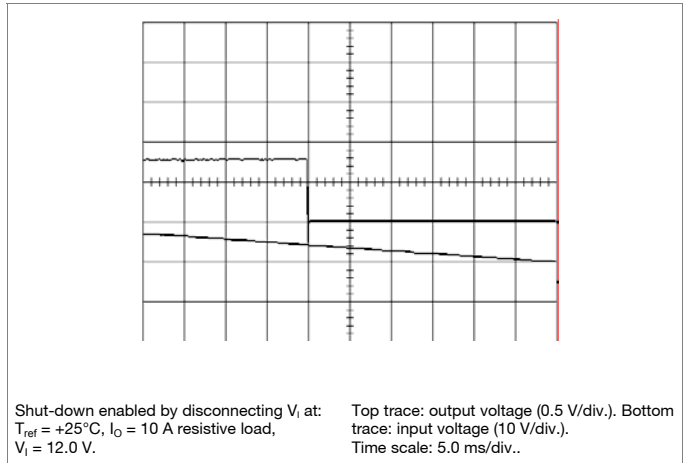 Shut-down enabled by disconnecting VI at:
Tref = +25°C, IO = 10 A resistive load,
VI = 12.0 V.
Top trace: output voltage (0.5 V/div.). Bottom
trace: input voltage (10 V/div.).
Time scale: 5.0 ms/div..